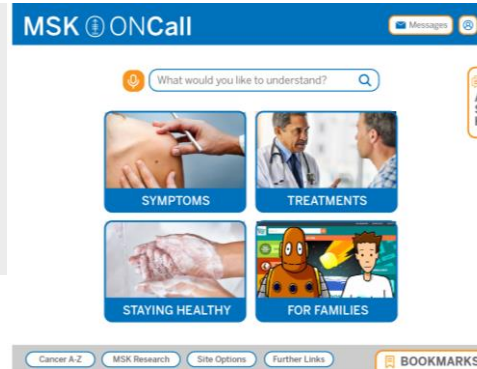 MSK ONCall
Messages
What would you like to understand?
SYMPTOMS
TREATMENTS
STAYING HEALTHY
FOR FAMILIES
Cancer A-Z
MSK Research
Site Options
Further Links
BOOKMARKS